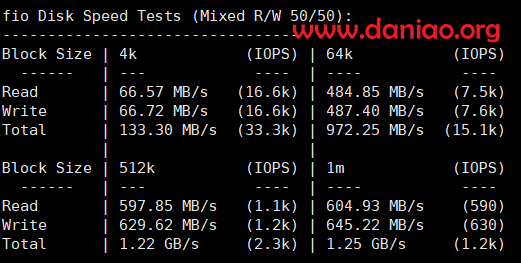 fio Disk Speed Tests (Mixed R/W 50/50):
www.daniao.org
---------------------------------
Block Size | 4k            (IOPS) | 64k           (IOPS)
  ------   | ---            ----  | ----           ----
Read       | 66.57 MB/s   (16.6k) | 484.85 MB/s   (7.5k)
Write      | 66.72 MB/s   (16.6k) | 487.40 MB/s   (7.6k)
Total      | 133.30 MB/s  (33.3k) | 972.25 MB/s  (15.1k)
           |                      |
Block Size | 512k          (IOPS) | 1m            (IOPS)
  ------   | ---            ----  | ----           ----
Read       | 597.85 MB/s   (1.1k) | 604.93 MB/s    (590)
Write      | 629.62 MB/s   (1.2k) | 645.22 MB/s    (630)
Total      | 1.22 GB/s     (2.3k) | 1.25 GB/s     (1.2k)